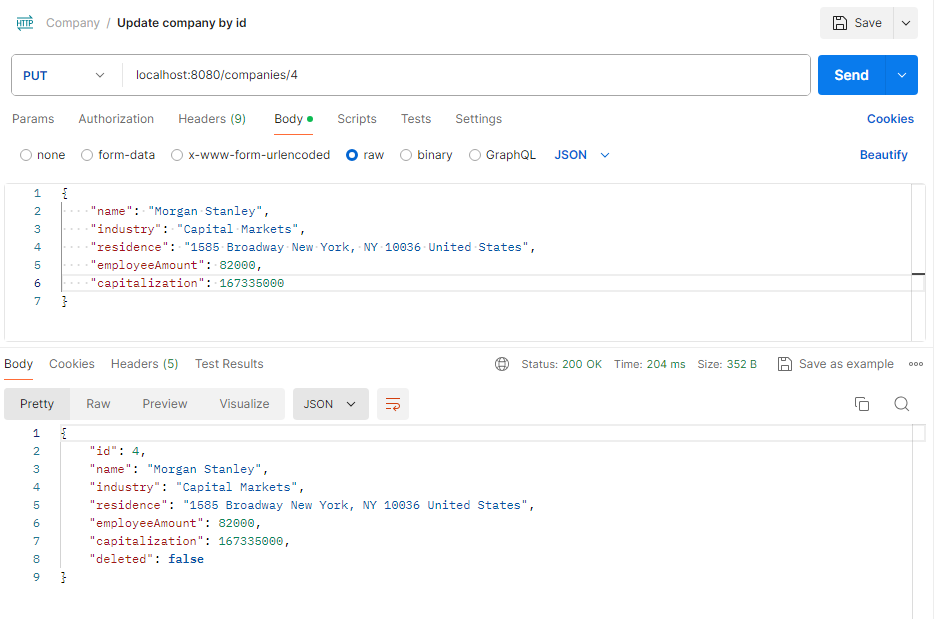 HTTP Company / Update company by id Save
PUT localhost:8080/companies/4 Send
Params Authorization Headers (9) Body Scripts Tests Settings Cookies
none form-data x-www-form-urlencoded raw binary GraphQL JSON Beautify
1 {
2 ····"name":·"Morgan·Stanley",
3 ····"industry":·"Capital·Markets",
4 ····"residence":·"1585·Broadway·New·York,·NY·10036·United·States",
5 ····"employeeAmount":·82000,
6 ····"capitalization":·167335000
7 }
Body Cookies Headers (5) Test Results Status: 200 OK Time: 204 ms Size: 352 B Save as example
Pretty Raw Preview Visualize JSON
1 {
2 "id": 4,
3 "name": "Morgan Stanley",
4 "industry": "Capital Markets",
5 "residence": "1585 Broadway New York, NY 10036 United States",
6 "employeeAmount": 82000,
7 "capitalization": 167335000,
8 "deleted": false
9 }